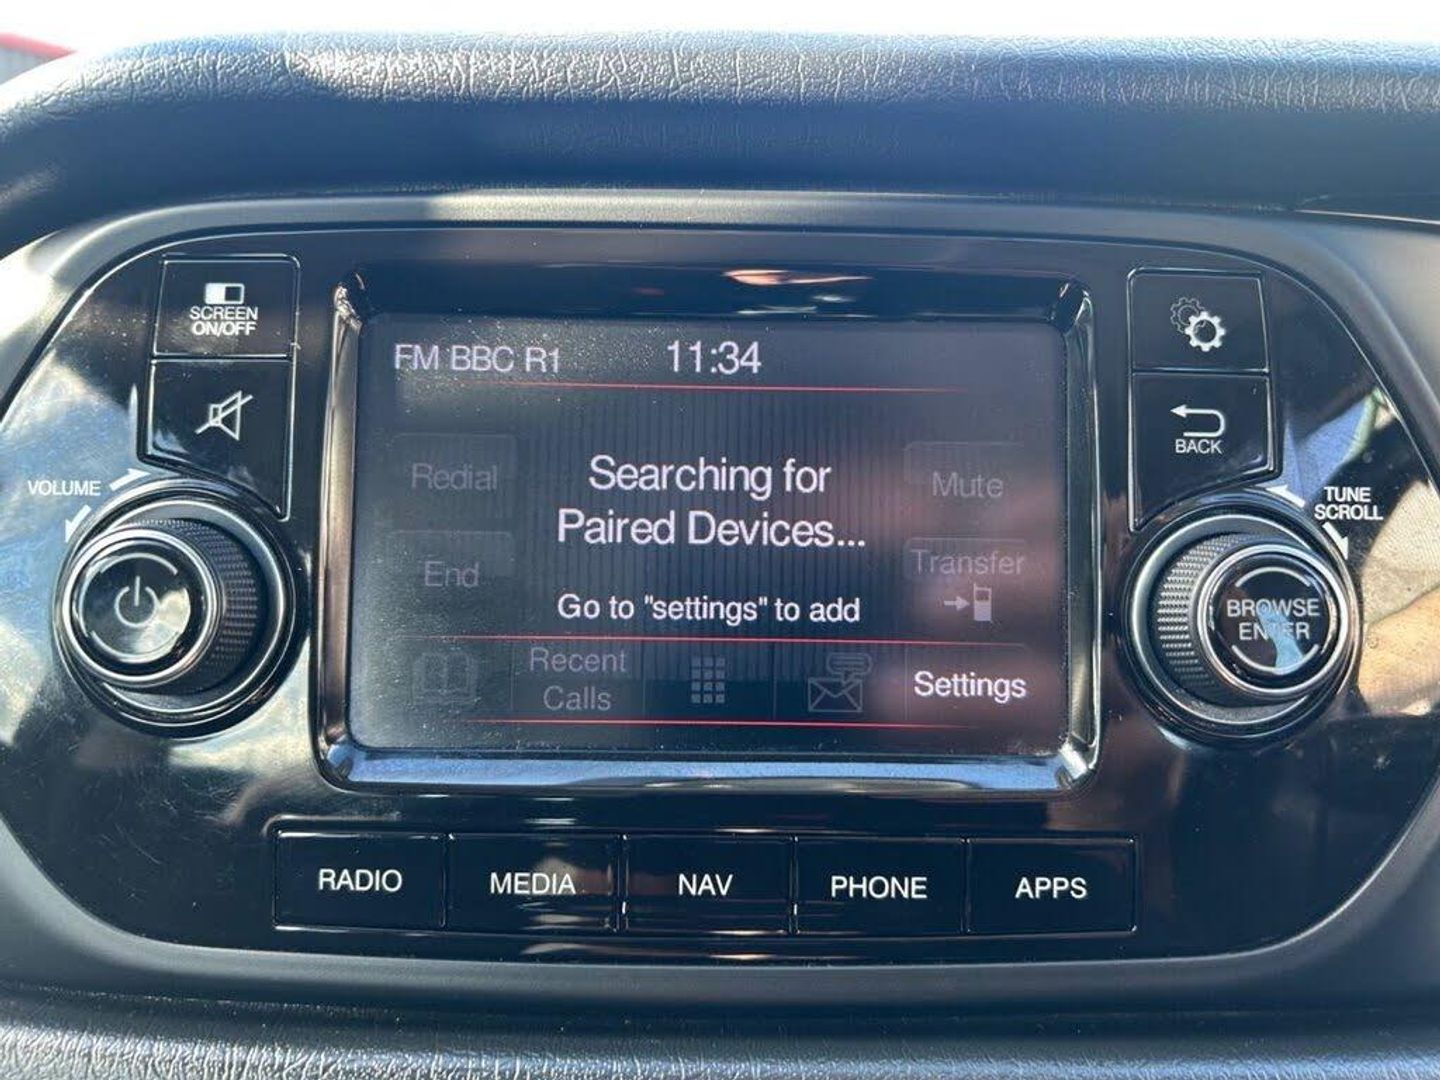 SCREEN
ON/OFF
FM BBC R1
11:34
BACK
VOLUME
TUNE
SCROLL
Redial
Searching for
Paired Devices...
Mute
End
Transfer
Go to "settings" to add
BROWSE
ENTER
Recent
Calls
Settings
RADIO
MEDIA
NAV
PHONE
APPS